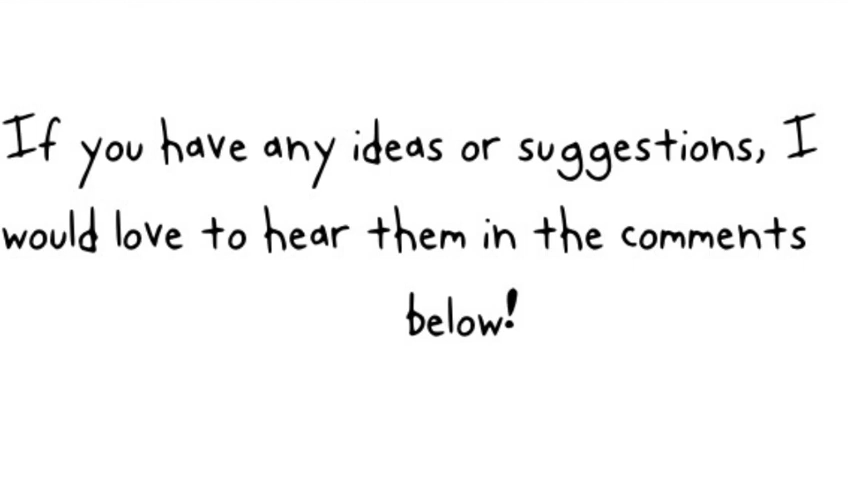 If you have any ideas or suggestions, I
would love to hear them in the comments
below!